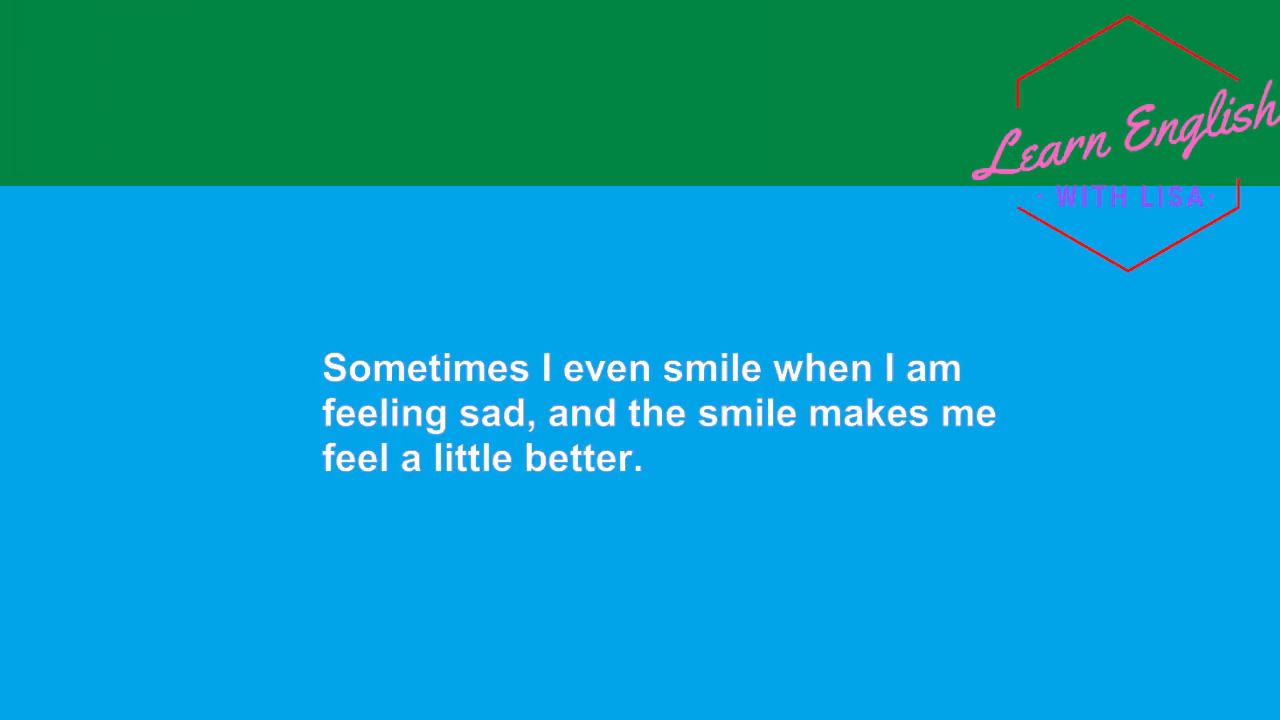 Learn English
· WITH LISA ·
Sometimes I even smile when I am
feeling sad, and the smile makes me
feel a little better.